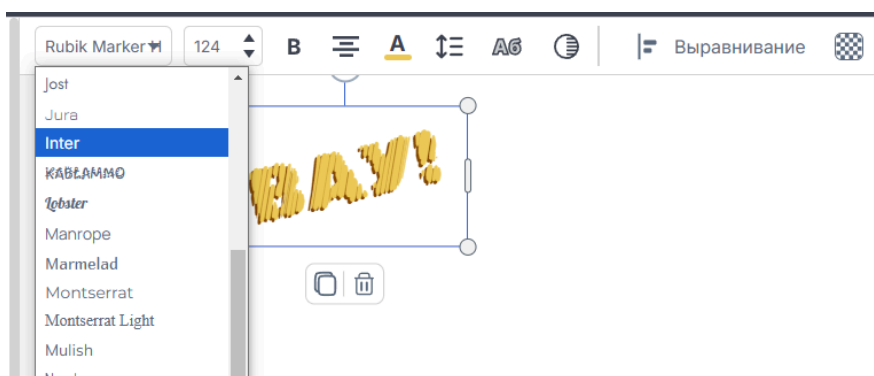 Rubik Marker H 124 B A Аб Выравнивание
Jost
Jura
Inter
KABLAMMO
Lobster
Manrope
Marmelad
Montserrat
Montserrat Light
Mulish
ВАУ!